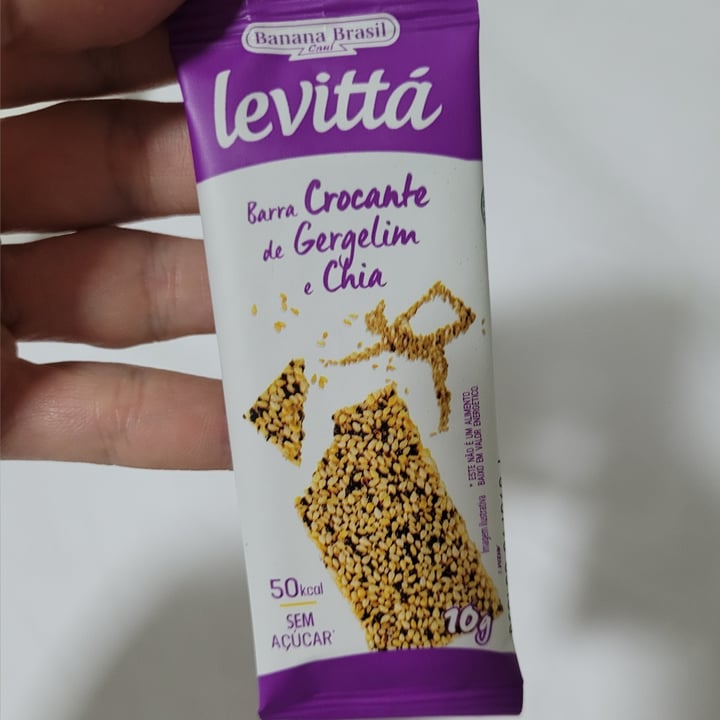 Banana Brasil
levittá
Barra Crocante
de Gergelim
e Chia
* ESTE NÃO É UM ALIMENTO
BAIXO EM VALOR ENERGÉTICO
Imagem Ilustrativa
50kcal
SEM
AÇÚCAR*
10g